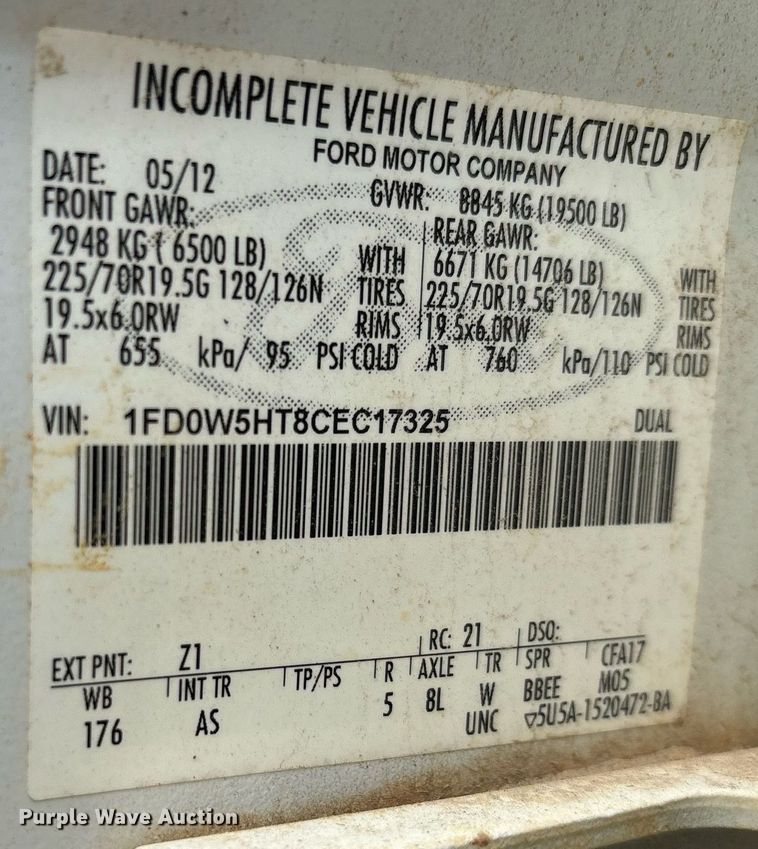 INCOMPLETE VEHICLE MANUFACTURED BY
FORD MOTOR COMPANY
DATE: 05/12 GVWR: 8845 KG (19500 LB)
FRONT GAWR: REAR GAWR:
2948 KG ( 6500 LB) WITH 6671 KG (14706 LB) WITH
225/70R19.5G 128/126N TIRES 225/70R19.5G 128/126N TIRES
19.5x6.0RW RIMS 19.5x6.0RW RIMS
AT 655 kPa/ 95 PSI COLD AT 760 kPa/110 PSI COLD
VIN: 1FD0W5HT8CEC17325 DUAL
EXT PNT: Z1 RC: 21 DSO:
WB INT TR TP/PS R AXLE TR SPR CFA17
176 AS 5 8L W BBEE M05
UNC ▽5U5A-1520472-BA
Purple Wave Auction